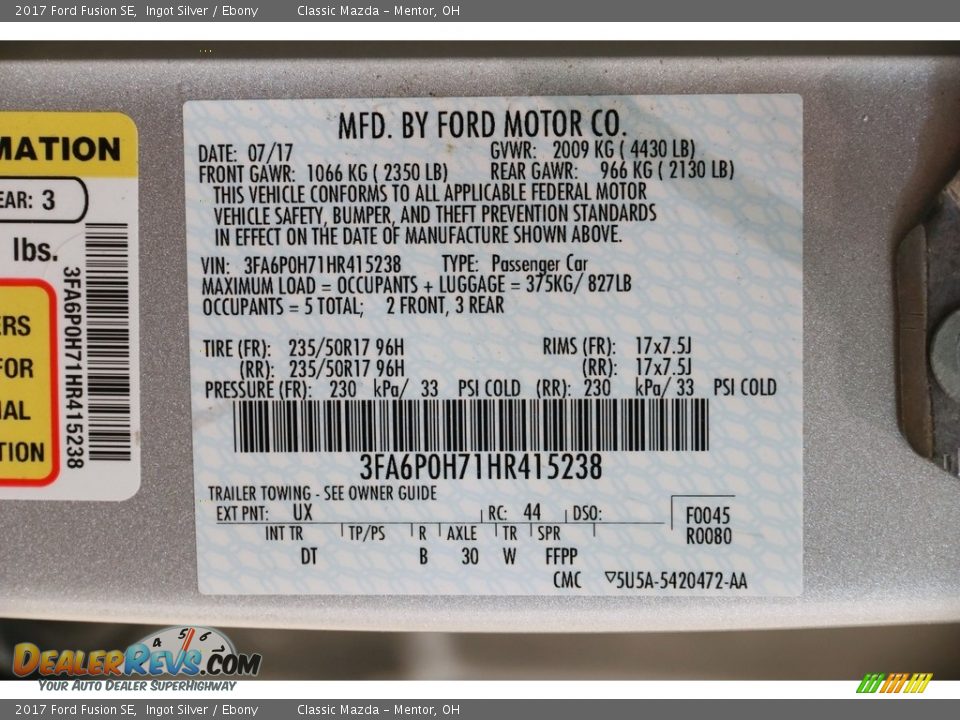 2017 Ford Fusion SE, Ingot Silver / Ebony Classic Mazda - Mentor, OH
MATION
EAR: 3
lbs.
ERS
FOR
IAL
TION
3FA6P0H71HR415238
MFD. BY FORD MOTOR CO.
DATE: 07/17 GVWR: 2009 KG ( 4430 LB)
FRONT GAWR: 1066 KG ( 2350 LB) REAR GAWR: 966 KG ( 2130 LB)
THIS VEHICLE CONFORMS TO ALL APPLICABLE FEDERAL MOTOR
VEHICLE SAFETY, BUMPER, AND THEFT PREVENTION STANDARDS
IN EFFECT ON THE DATE OF MANUFACTURE SHOWN ABOVE.
VIN: 3FA6P0H71HR415238 TYPE: Passenger Car
MAXIMUM LOAD = OCCUPANTS + LUGGAGE = 375KG/ 827LB
OCCUPANTS = 5 TOTAL; 2 FRONT, 3 REAR
TIRE (FR): 235/50R17 96H RIMS (FR): 17x7.5J
(RR): 235/50R17 96H (RR): 17x7.5J
PRESSURE (FR): 230 kPa/ 33 PSI COLD (RR): 230 kPa/ 33 PSI COLD
3FA6P0H71HR415238
TRAILER TOWING - SEE OWNER GUIDE
EXT PNT: UX RC: 44 DSO: F0045
INT TR TP/PS R AXLE TR SPR R0080
DT B 30 W FFPP
CMC ▽5U5A-5420472-AA
4 5 6
DEALERREVS.COM
YOUR AUTO DEALER SUPERHIGHWAY
2017 Ford Fusion SE, Ingot Silver / Ebony Classic Mazda - Mentor, OH